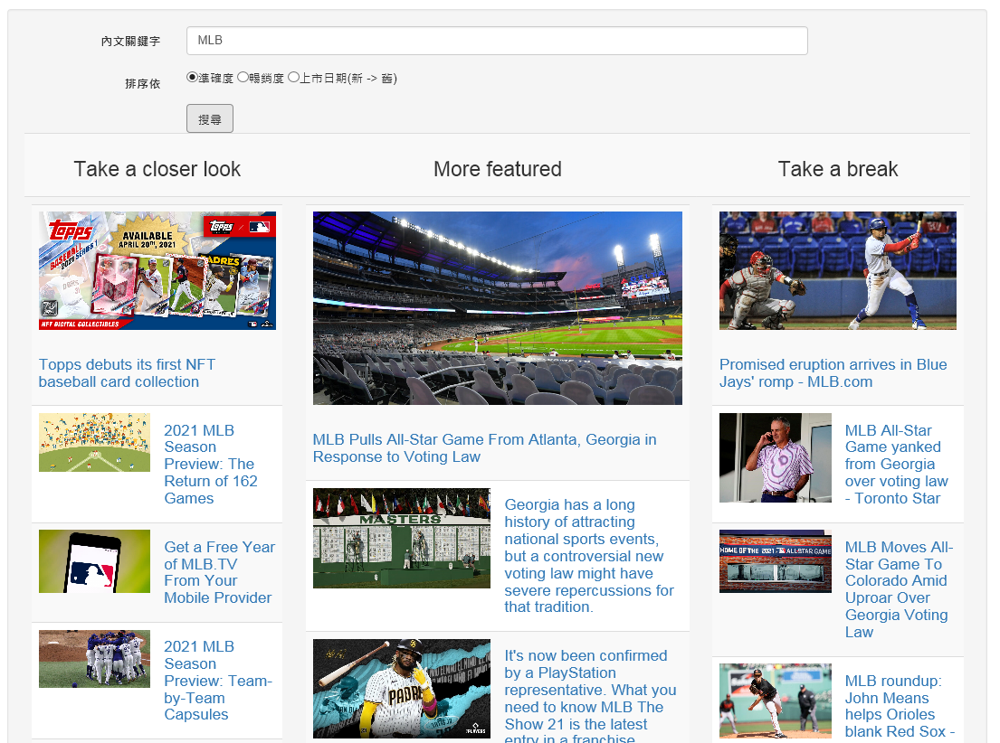 內文關鍵字
MLB
排序依
準確度 暢銷度 上市日期(新 -> 舊)
搜尋
Take a closer look
More featured
Take a break
Topps
BASEBALL
2021 SERIES 1
AVAILABLE
APRIL 20TH, 2021
Topps
PADRES
NFT DIGITAL COLLECTIBLES
Topps debuts its first NFT
baseball card collection
2021 MLB
Season
Preview: The
Return of 162
Games
Get a Free Year
of MLB.TV
From Your
Mobile Provider
2021 MLB
Season
Preview: Team-
by-Team
Capsules
MLB Pulls All-Star Game From Atlanta, Georgia in
Response to Voting Law
MASTERS
Georgia has a long
history of attracting
national sports events,
but a controversial new
voting law might have
severe repercussions for
that tradition.
PADRES
PLAYERS
It's now been confirmed
by a PlayStation
representative. What you
need to know MLB The
Show 21 is the latest
entry in a franchise
Promised eruption arrives in Blue
Jays' romp - MLB.com
MLB All-Star
Game yanked
from Georgia
over voting law
- Toronto Star
HOME OF THE 2021 ALLSTAR GAME
MLB Moves All-
Star Game To
Colorado Amid
Uproar Over
Georgia Voting
Law
MLB roundup:
John Means
helps Orioles
blank Red Sox -